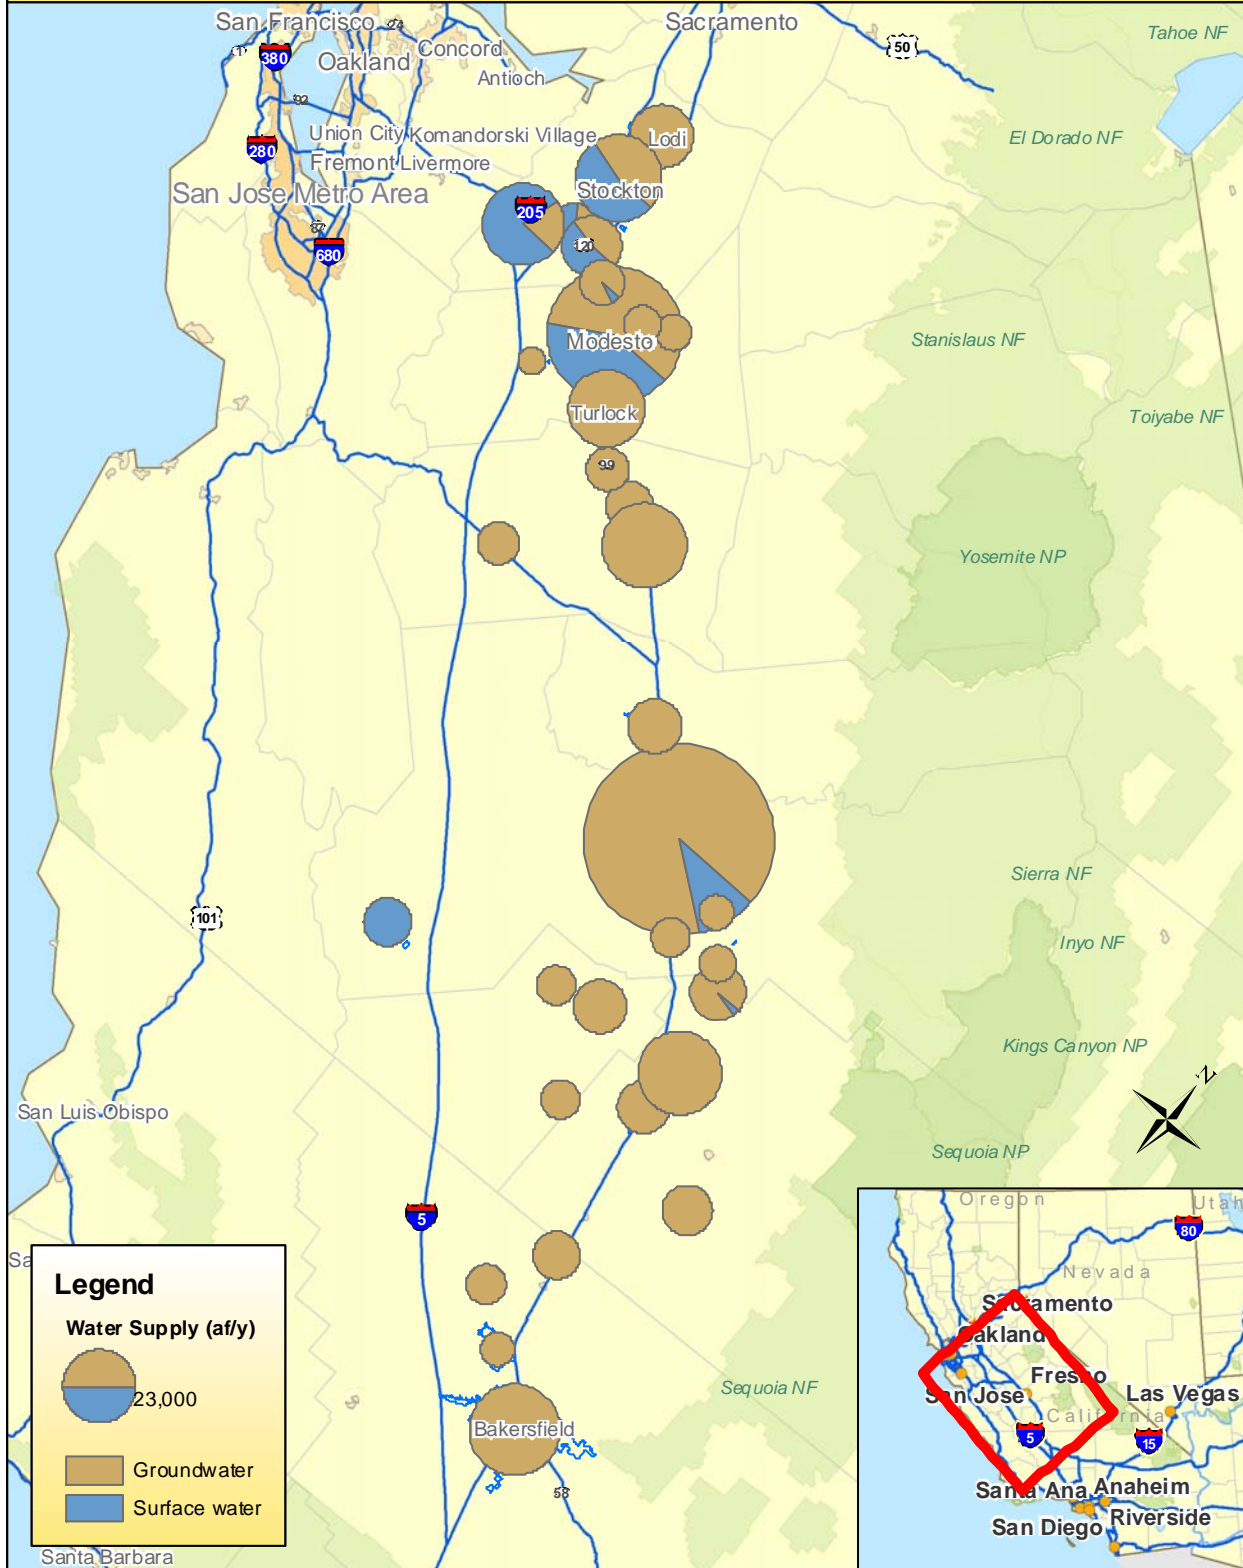 San Francisco
24
Sacramento
50
Tahoe NF
1
380
Oakland
Concord
Antioch
92
Union City
Komandorski Village
Lodi
El Dorado NF
280
Fremont
Livermore
San Jose Metro Area
Stockton
205
87
680
120
Modesto
Stanislaus NF
Turlock
Toiyabe NF
99
Yosemite NP
Sierra NF
101
Inyo NF
Kings Canyon NP
N
San Luis Obispo
Sequoia NP
5
Sa
Sequoia NF
Bakersfield
58
Santa Barbara
Legend
Water Supply (af/y)
23,000
Groundwater
Surface water
Oregon
Utah
80
Nevada
Sacramento
Oakland
Fresno
San Jose
Las Vegas
California
5
15
Santa Ana
Anaheim
Riverside
San Diego